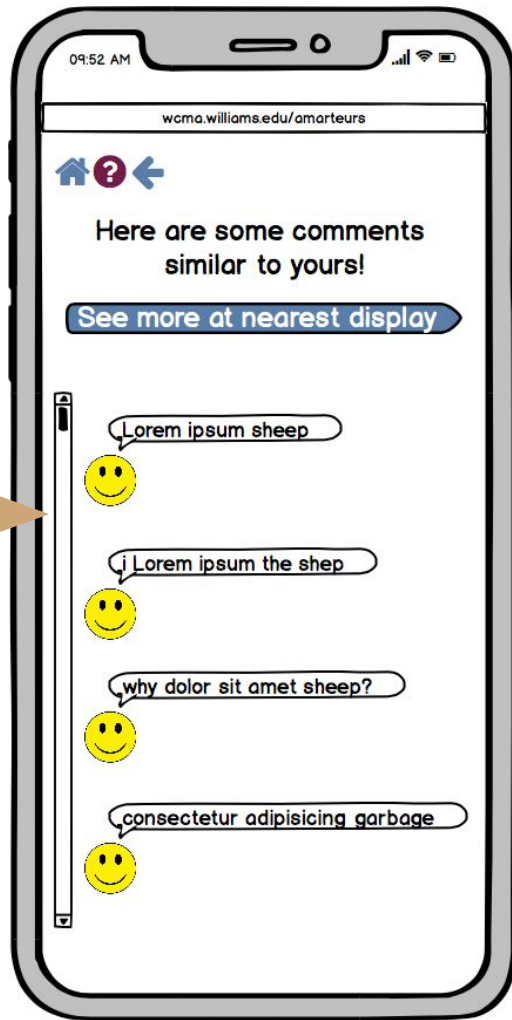 09:52 AM
wcma.williams.edu/amarteurs
?
Here are some comments
similar to yours!
See more at nearest display
Lorem ipsum sheep
i Lorem ipsum the shep
why dolor sit amet sheep?
consectetur adipisicing garbage